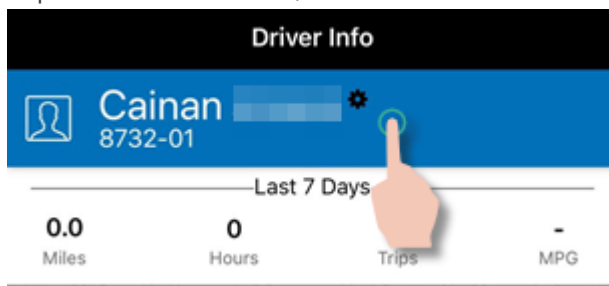 Driver Info
Cainan
8732-01
Last 7 Days
0.0 0 -
Miles Hours Trips MPG